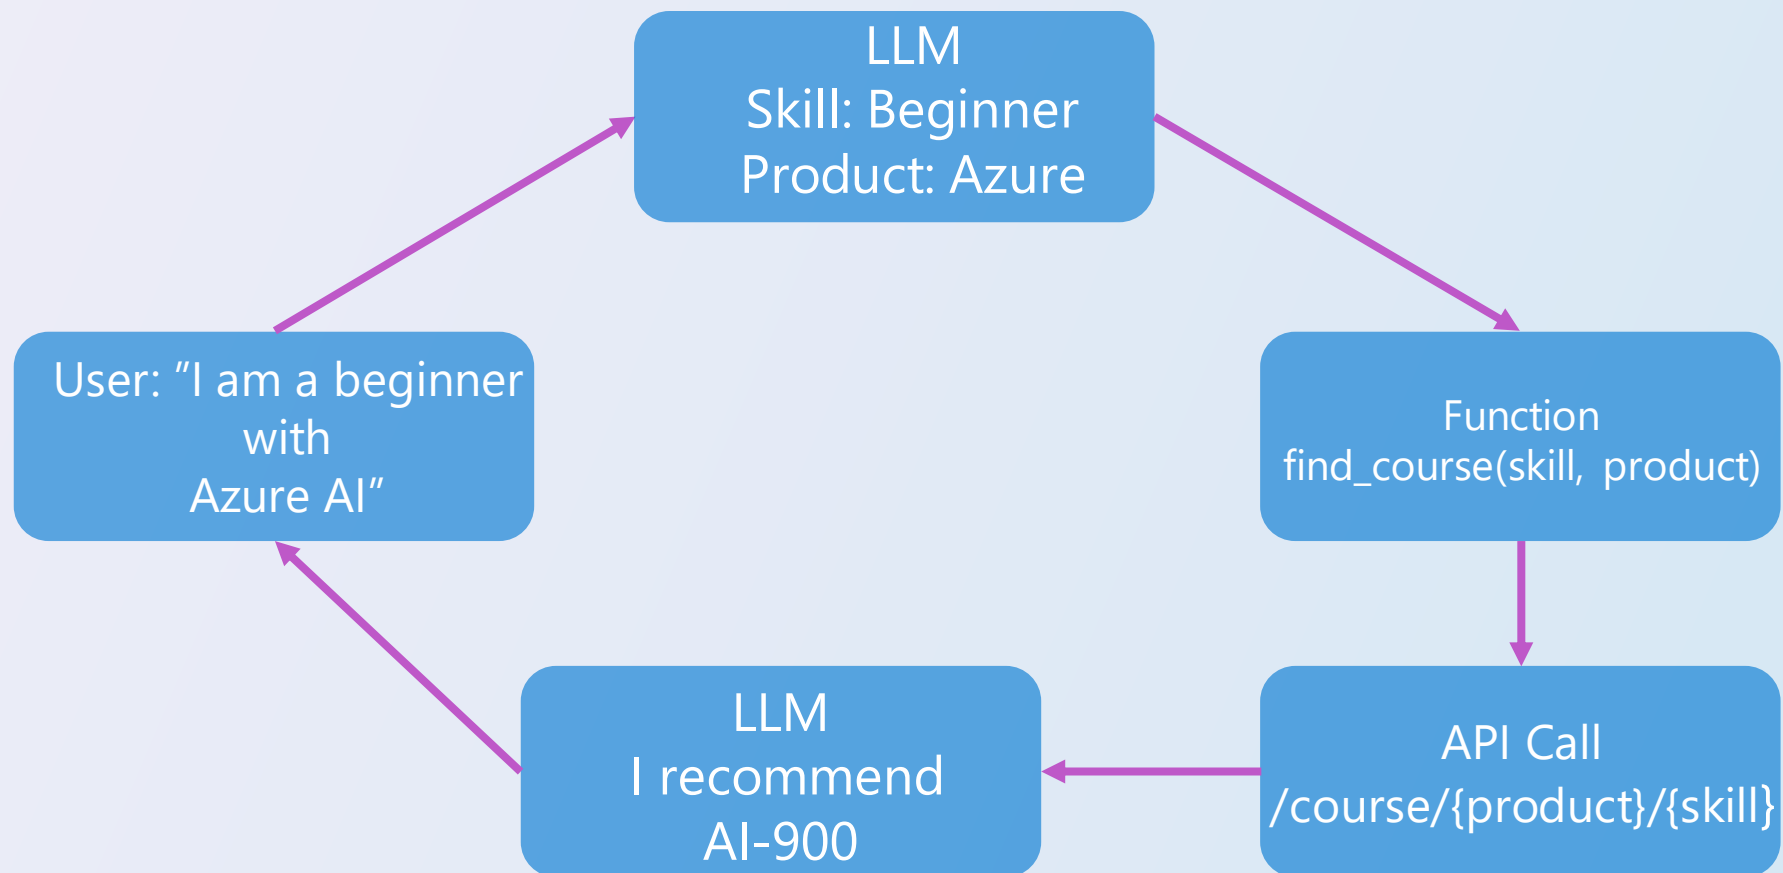 LLM
Skill: Beginner
Product: Azure
User: “I am a beginner
with
Azure AI”
Function
find_course(skill, product)
LLM
I recommend
AI-900
API Call
/course/{product}/{skill}